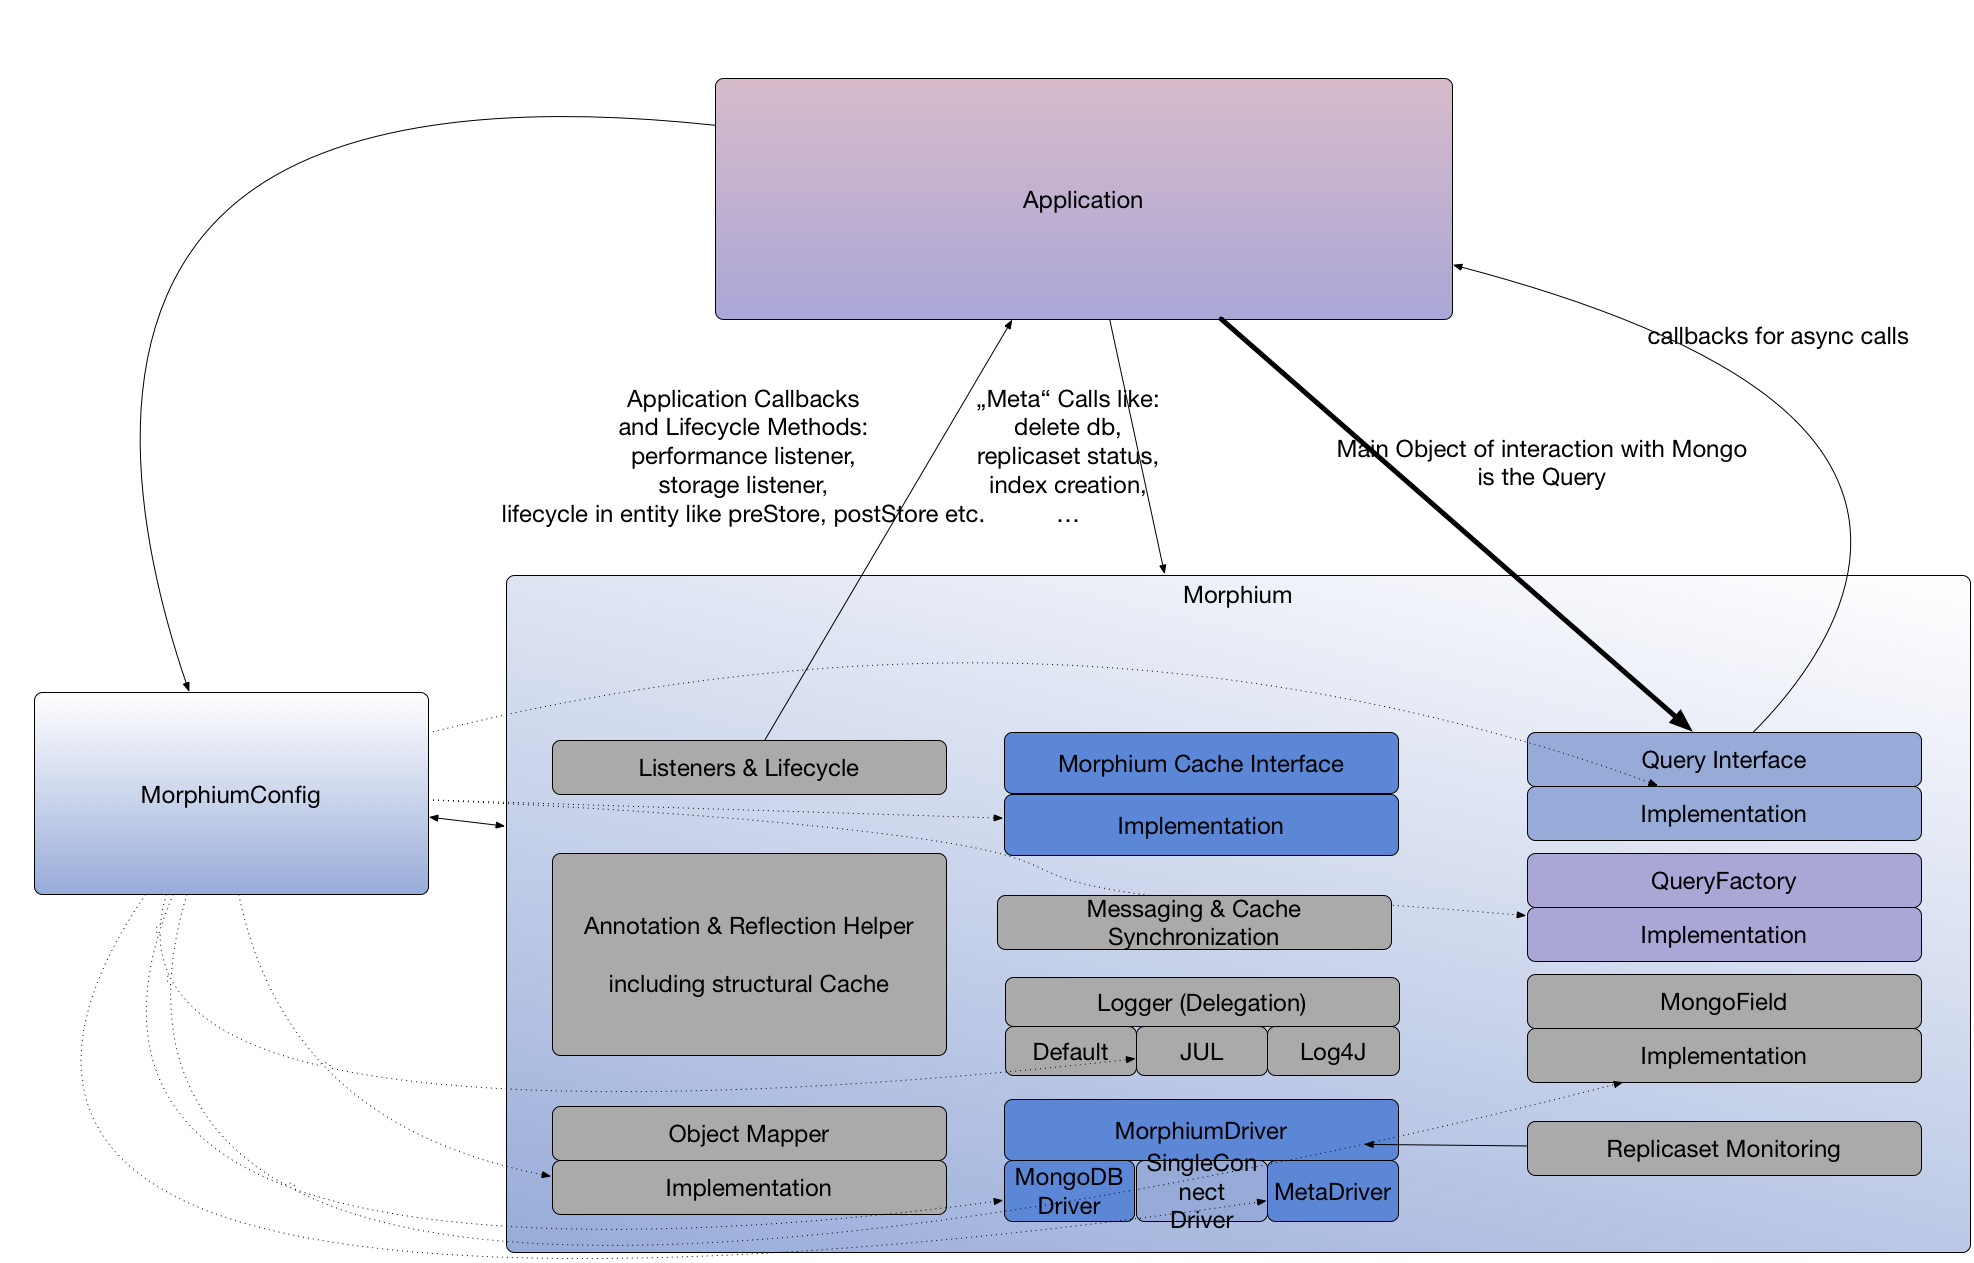 Application
callbacks for async calls
Application Callbacks
and Lifecycle Methods:
performance listener,
storage listener,
lifecycle in entity like preStore, postStore etc.
„Meta“ Calls like:
delete db,
replicaset status,
index creation,
…
Main Object of interaction with Mongo
is the Query
Morphium
MorphiumConfig
Listeners & Lifecycle
Annotation & Reflection Helper
including structural Cache
Object Mapper
Implementation
Morphium Cache Interface
Implementation
Messaging & Cache
Synchronization
Logger (Delegation)
Default
JUL
Log4J
MorphiumDriver
MongoDB
Driver
SingleCon
nect
Driver
MetaDriver
Query Interface
Implementation
QueryFactory
Implementation
MongoField
Implementation
Replicaset Monitoring